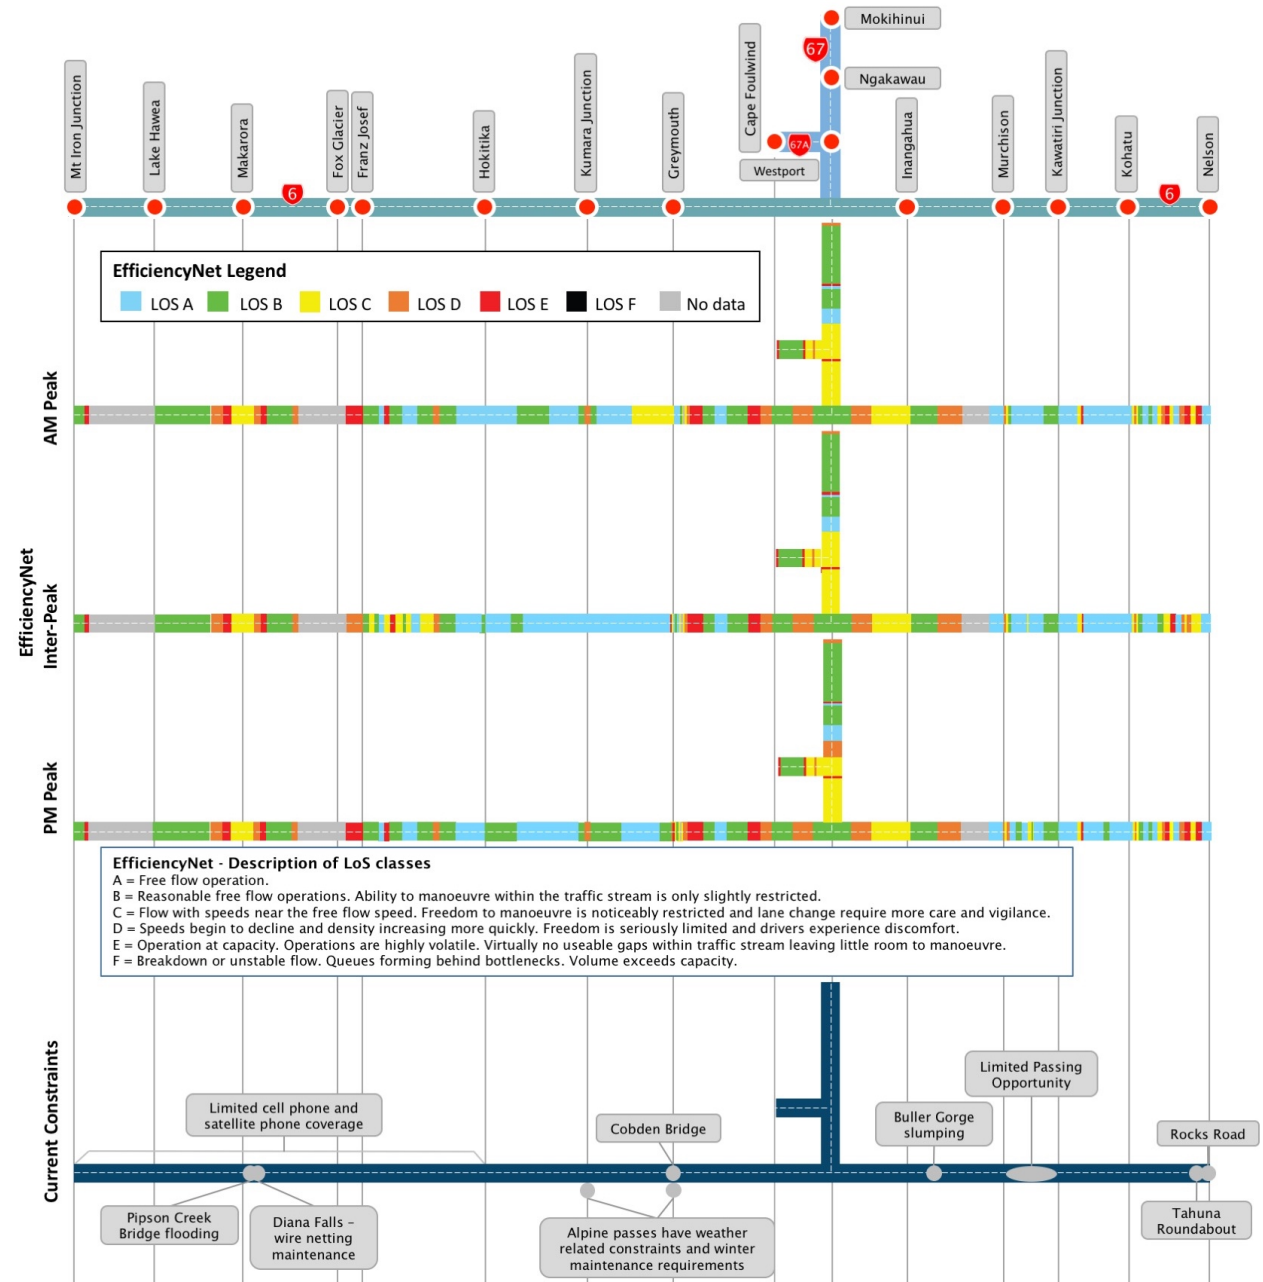 Mokihinui
67
Cape Foulwind
Ngakawau
Mt Iron Junction
Lake Hawea
Makarora
Fox Glacier
Franz Josef
Hokitika
Kumara Junction
Greymouth
67A
Westport
Inangahua
Murchison
Kawatiri Junction
Kohatu
Nelson
6
6
EfficiencyNet Legend
LOS A
LOS B
LOS C
LOS D
LOS E
LOS F
No data
AM Peak
EfficiencyNet
Inter-Peak
PM Peak
EfficiencyNet - Description of LoS classes
A = Free flow operation.
B = Reasonable free flow operations. Ability to manoeuvre within the traffic stream is only slightly restricted.
C = Flow with speeds near the free flow speed. Freedom to manoeuvre is noticeably restricted and lane change require more care and vigilance.
D = Speeds begin to decline and density increasing more quickly. Freedom is seriously limited and drivers experience discomfort.
E = Operation at capacity. Operations are highly volatile. Virtually no useable gaps within traffic stream leaving little room to manoeuvre.
F = Breakdown or unstable flow. Queues forming behind bottlenecks. Volume exceeds capacity.
Current Constraints
Limited cell phone and
satellite phone coverage
Cobden Bridge
Buller Gorge
slumping
Limited Passing
Opportunity
Rocks Road
Pipson Creek
Bridge flooding
Diana Falls –
wire netting
maintenance
Alpine passes have weather
related constraints and winter
maintenance requirements
Tahuna
Roundabout